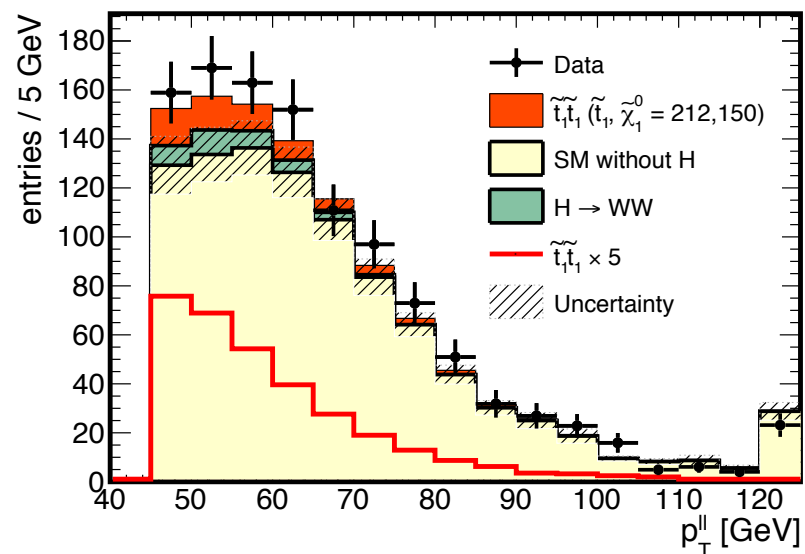 entries / 5 GeV
180
160
140
120
100
80
60
40
20
0
Data
t̃₁t̃₁ (t̃₁, χ̃₁⁰ = 212,150)
SM without H
H → WW
t̃₁t̃₁ × 5
Uncertainty
40 50 60 70 80 90 100 110 120
p_T^ll [GeV]